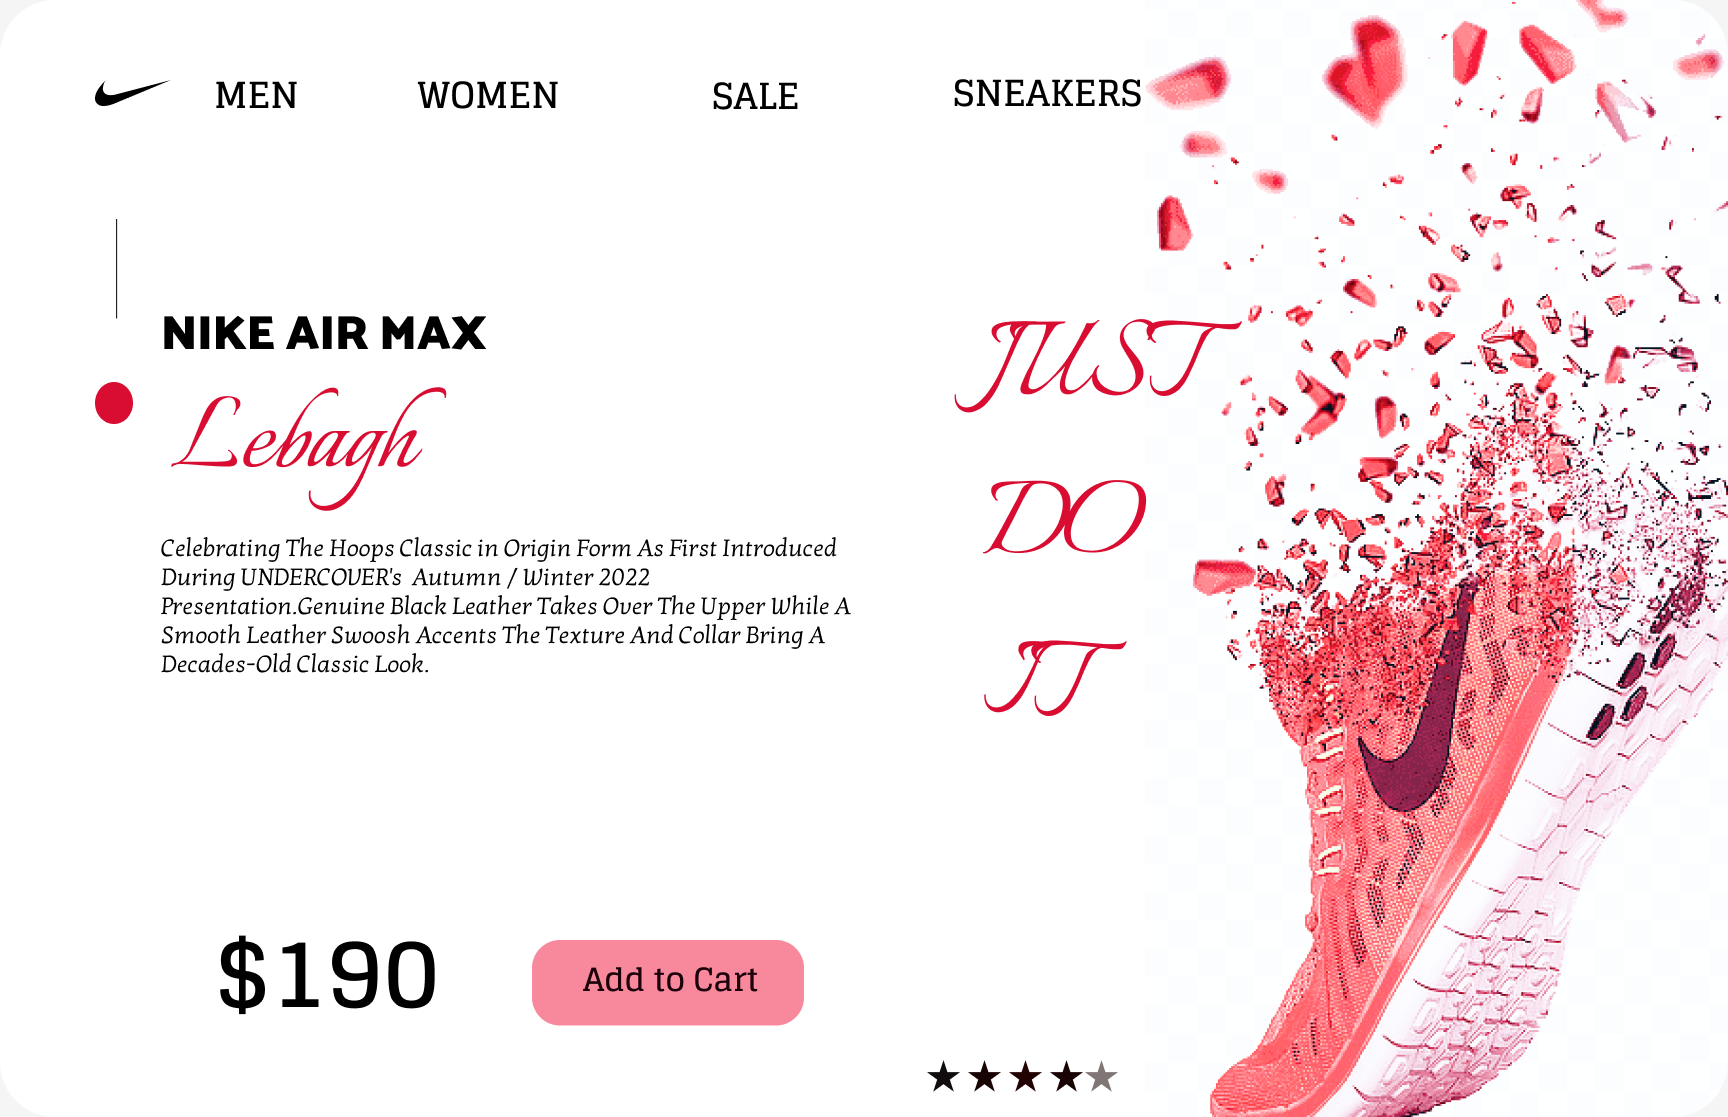 MEN WOMEN SALE SNEAKERS
NIKE AIR MAX
Lebagh
Celebrating The Hoops Classic in Origin Form As First Introduced
During UNDERCOVER's Autumn / Winter 2022
Presentation.Genuine Black Leather Takes Over The Upper While A
Smooth Leather Swoosh Accents The Texture And Collar Bring A
Decades-Old Classic Look.
JUST
DO
IT
$190
Add to Cart